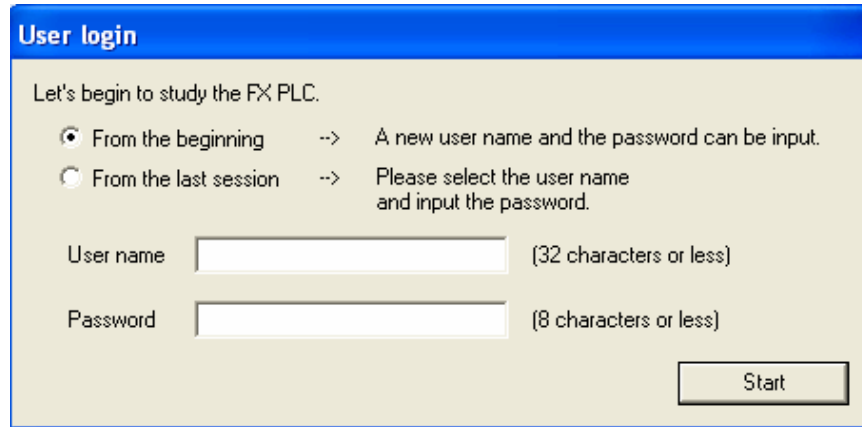 User login
Let's begin to study the FX PLC.
From the beginning --> A new user name and the password can be input.
From the last session --> Please select the user name
and input the password.
User name (32 characters or less)
Password (8 characters or less)
Start